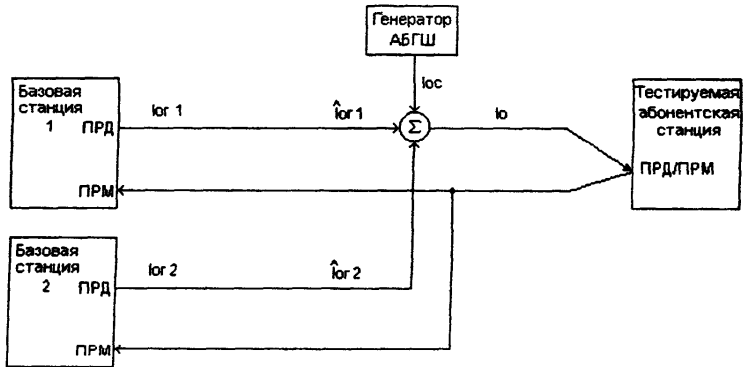 Генератор
АБГШ
Ioc
Базовая
станция
1
ПРД
ПРМ
Ior 1
Îor 1
Σ
Io
Тестируемая
абонентская
станция
ПРД/ПРМ
Базовая
станция
2
ПРД
ПРМ
Ior 2
Îor 2